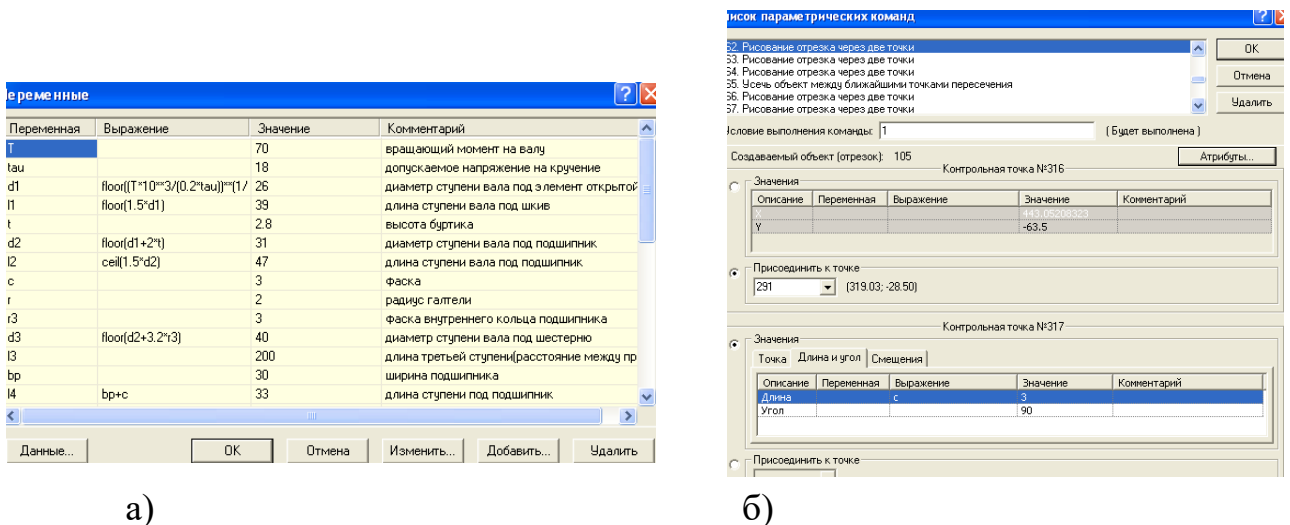 еременные
Переменная Выражение Значение Комментарий
T 70 вращающий момент на валу
tau 18 допускаемое напряжение на кручение
d1 floor((T*10**3/(0.2*tau))**(1/ 26 диаметр ступени вала под элемент открытой
l1 floor(1.5*d1) 39 длина ступени вала под шкив
t 2.8 высота буртика
d2 floor(d1+2*t) 31 диаметр ступени вала под подшипник
l2 ceil(1.5*d2) 47 длина ступени вала под подшипник
c 3 фаска
r 2 радиус галтели
r3 3 фаска внутреннего кольца подшипника
d3 floor(d2+3.2*r3) 40 диаметр ступени вала под шестерню
l3 200 длина третьей ступени(расстояние между пр
bp 30 ширина подшипника
l4 bp+c 33 длина ступени под подшипник
Данные... OK Отмена Изменить... Добавить... Удалить
а)
писок параметрических команд
62. Рисование отрезка через две точки
63. Рисование отрезка через две точки
64. Рисование отрезка через две точки
65. Усечь объект между ближайшими точками пересечения
66. Рисование отрезка через две точки
67. Рисование отрезка через две точки
OK
Отмена
Удалить
Условие выполнения команды: 1 ( Будет выполнена )
Создаваемый объект (отрезок): 105 Атрибуты...
Контрольная точка №316
Значения
Описание Переменная Выражение Значение Комментарий
X 443.05208323
Y -63.5
Присоединить к точке
291 (319.03; -28.50)
Контрольная точка №317
Значения
Точка Длина и угол Смещения
Описание Переменная Выражение Значение Комментарий
Длина c 3
Угол 90
Присоединить к точке
б)